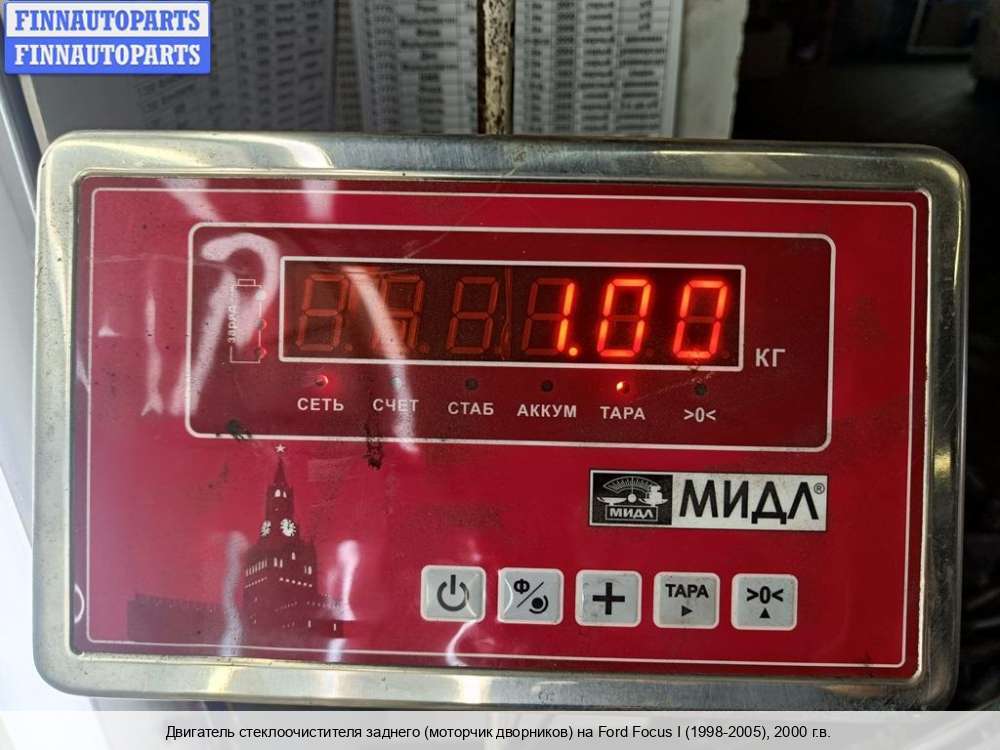 FINNAUTOPARTS
FINNAUTOPARTS
заряд
1.00
КГ
СЕТЬ СЧЕТ СТАБ АККУМ ТАРА >0<
МИДЛ МИДЛ®
Ф ТАРА >0<
Двигатель стеклоочистителя заднего (моторчик дворников) на Ford Focus I (1998-2005), 2000 г.в.